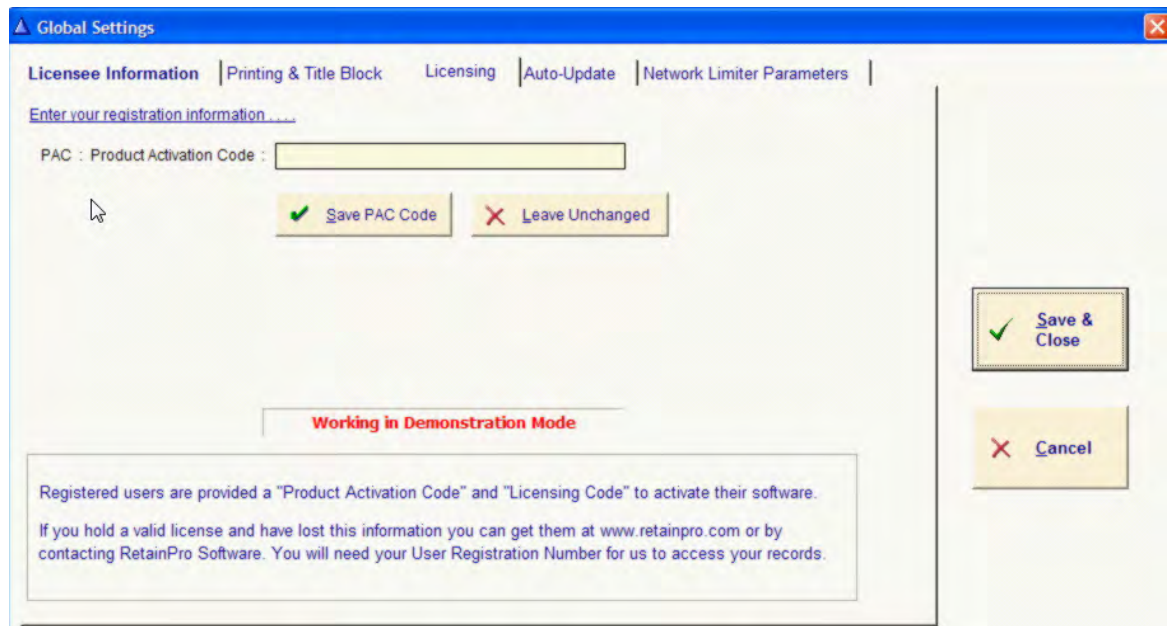 Global Settings
Licensee Information Printing & Title Block Licensing Auto-Update Network Limiter Parameters
Enter your registration information . . . .
PAC : Product Activation Code :
Save PAC Code Leave Unchanged
Save &
Close
Working in Demonstration Mode
Cancel
Registered users are provided a "Product Activation Code" and "Licensing Code" to activate their software.
If you hold a valid license and have lost this information you can get them at www.retainpro.com or by
contacting RetainPro Software. You will need your User Registration Number for us to access your records.